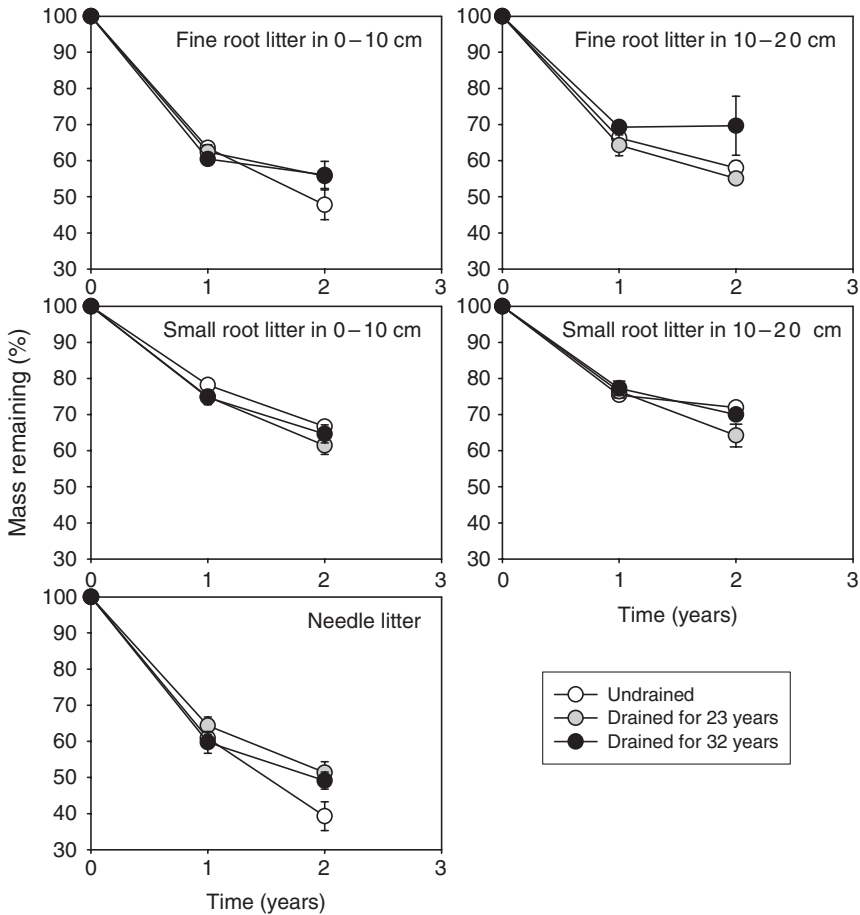 Mass remaining (%)
Fine root litter in 0–10 cm
100
90
80
70
60
50
40
30
0 1 2 3
Fine root litter in 10–20 cm
100
90
80
70
60
50
40
30
0 1 2 3
Small root litter in 0–10 cm
100
90
80
70
60
50
40
30
0 1 2 3
Small root litter in 10–20 cm
100
90
80
70
60
50
40
30
0 1 2 3
Time (years)
Needle litter
100
90
80
70
60
50
40
30
0 1 2 3
Time (years)
Undrained
Drained for 23 years
Drained for 32 years